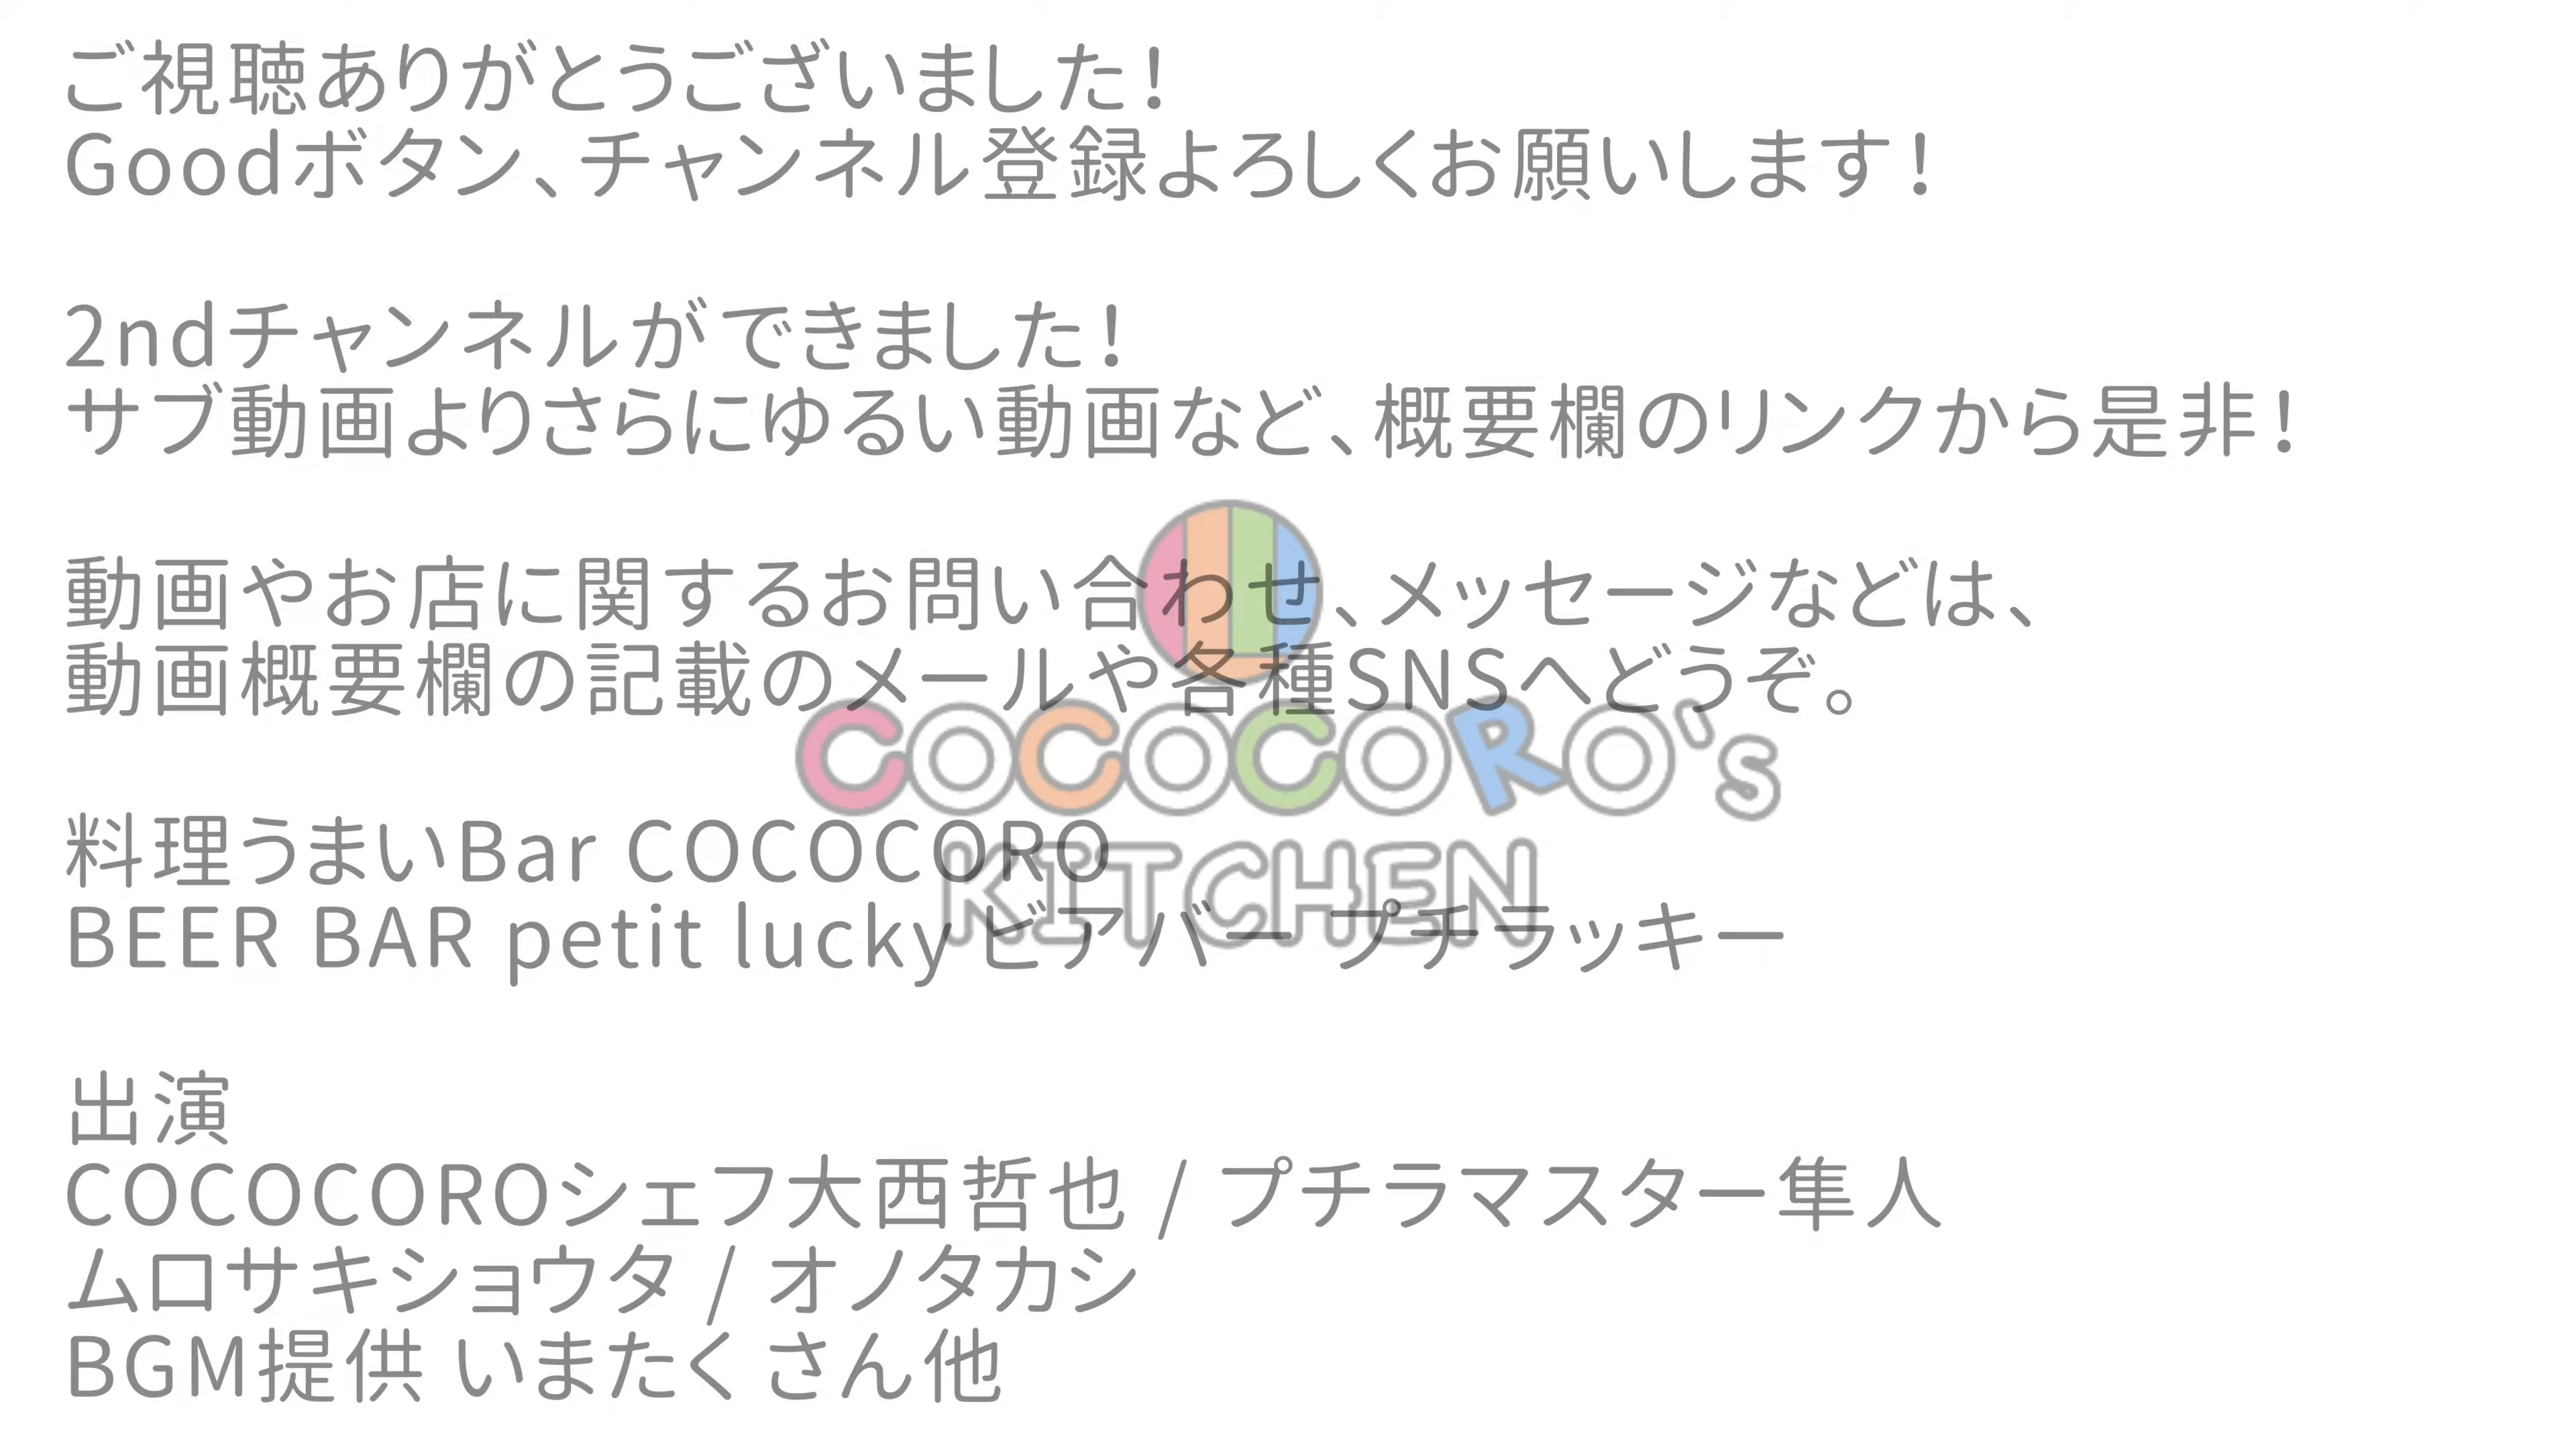 ご視聴ありがとうございました！
Goodボタン、チャンネル登録よろしくお願いします！
2ndチャンネルができました！
サブ動画よりさらにゆるい動画など、概要欄のリンクから是非！
動画やお店に関するお問い合わせ、メッセージなどは、
動画概要欄の記載のメールや各種SNSへどうぞ。
COCOCORO's
KITCHEN
料理うまいBar COCOCORO
BEER BAR petit lucky ビアバー　プチラッキー
出演
COCOCOROシェフ大西哲也 / プチラマスター隼人
ムロサキショウタ / オノタカシ
BGM提供 いまたくさん他